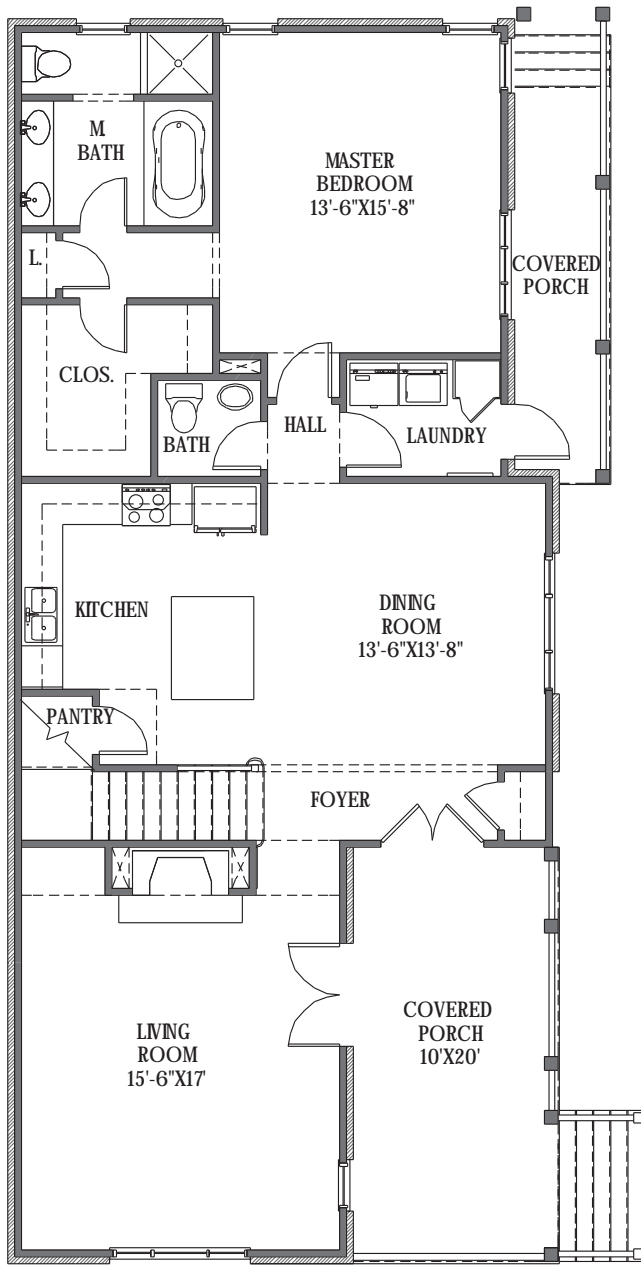 M.
BATH
MASTER
BEDROOM
13'-6"X15'-8"
L.
COVERED
PORCH
CLOS.
BATH
HALL
LAUNDRY
KITCHEN
DINING
ROOM
13'-6"X13'-8"
PANTRY
FOYER
LIVING
ROOM
15'-6"X17'
COVERED
PORCH
10'X20'